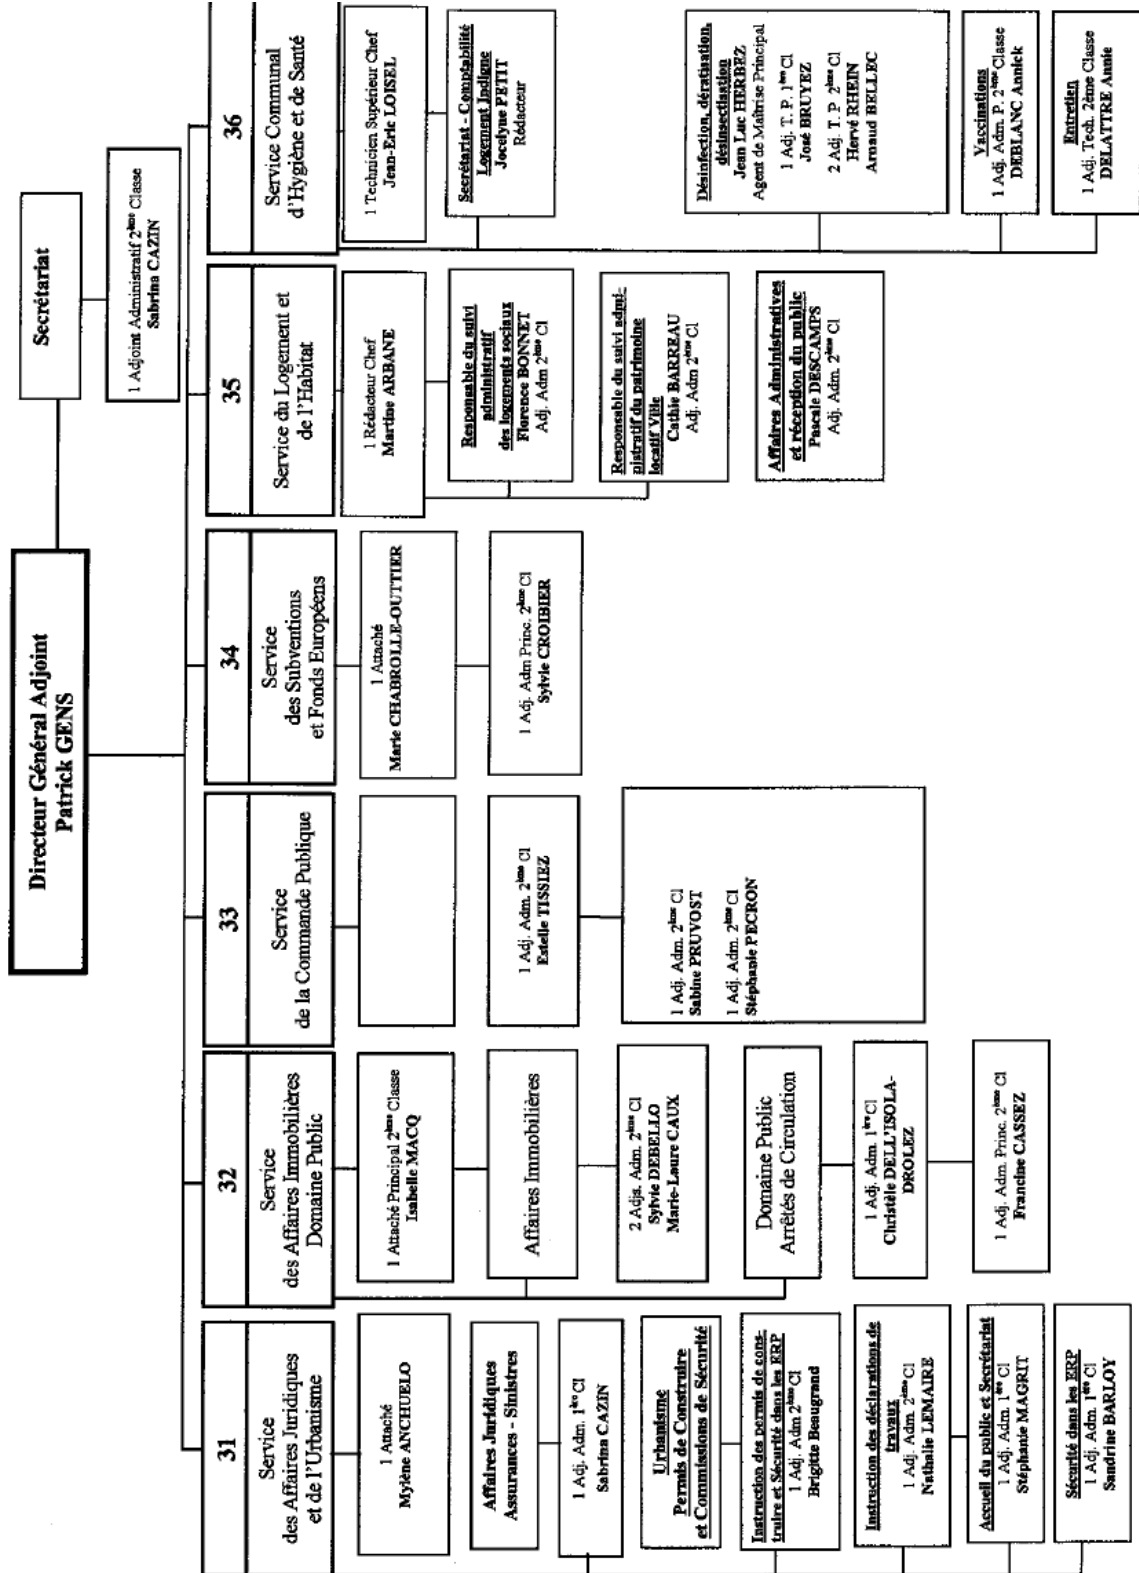 Directeur Général Adjoint
Patrick GENS
Secrétariat
1 Adjoint Administratif 2ème Classe
Sabrina CAZIN
31
Service
des Affaires Juridiques
et de l'Urbanisme
1 Attaché
Mylène ANCHUELO
Affaires Juridiques
Assurances - Sinistres
1 Adj. Adm. 1ère Cl
Sabrina CAZIN
Urbanisme
Permis de Construire
et Commissions de Sécurité
Instruction des permis de cons-
truire et Sécurité dans les ERP
1 Adj. Adm 2ème Cl
Brigitte Beaugrand
Instruction des déclarations de
travaux
1 Adj. Adm. 2ème Cl
Nathalie LEMAIRE
Accueil du public et Secrétariat
1 Adj. Adm. 1ère Cl
Stéphanie MAGRIT
Sécurité dans les ERP
1 Adj. Adm. 1ère Cl
Sandrine BARLOY
32
Service
des Affaires Immobilières
Domaine Public
1 Attaché Principal 2ème Classe
Isabelle MACQ
Affaires Immobilières
2 Adjs. Adm. 2ème Cl
Sylvie DEBELLO
Marie-Laure CAUX
Domaine Public
Arrêtés de Circulation
1 Adj. Adm. 1ère Cl
Christèle DELL'ISOLA-
DROLEZ
1 Adj. Adm. Princ. 2ème Cl
Francine CASSEZ
33
Service
de la Commande Publique
1 Adj. Adm. 2ème Cl
Estelle TISSIEZ
1 Adj. Adm. 2ème Cl
Sabine PRUVOST
1 Adj. Adm. 2ème Cl
Stéphanie PECRON
34
Service
des Subventions
et Fonds Européens
1 Attaché
Marie CHABROLLE-OUTTIER
1 Adj. Adm Princ. 2ème Cl
Sylvie CROIBIER
35
Service du Logement et
de l'Habitat
1 Rédacteur Chef
Martine ARBANE
Responsable du suivi
administratif
des logements sociaux
Florence BONNET
Adj. Adm 2ème Cl
Responsable du suivi admi-
nistratif du patrimoine
locatif Ville
Cathie BARREAU
Adj. Adm 2ème Cl
Affaires Administratives
et réception du public
Pascale DESCAMPS
Adj. Adm. 2ème Cl
36
Service Communal
d'Hygiène et de Santé
1 Technicien Supérieur Chef
Jean-Eric LOISEL
Secrétariat - Comptabilité
Logement Indigne
Jocelyne PETIT
Rédacteur
Désinfection, dératisation,
désinsectisation
Jean Luc HERBEZ
Agent de Maîtrise Principal
1 Adj. T. P. 1ère Cl
José BRUYEZ
2 Adj. T. P 2ème Cl
Hervé RHEIN
Arnaud BELLEC
Vaccinations
1 Adj. Adm. P. 2ème Classe
DEBLANC Annick
Entretien
1 Adj. Tech. 2ème Classe
DELATTRE Annie